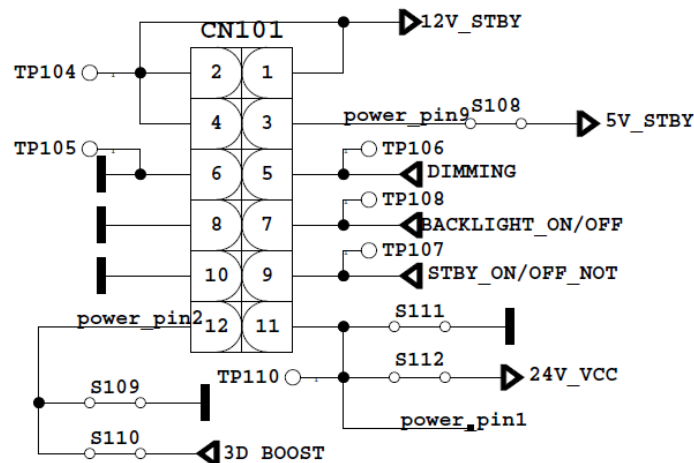 CN101
12V_STBY
TP104
2 1
power_pin9 S108
4 3
5V_STBY
TP105
TP106
6 5
DIMMING
TP108
8 7
BACKLIGHT_ON/OFF
TP107
10 9
STBY_ON/OFF_NOT
S111
power_pin2
12 11
S112
TP110
24V_VCC
S109
power_pin1
S110
3D BOOST